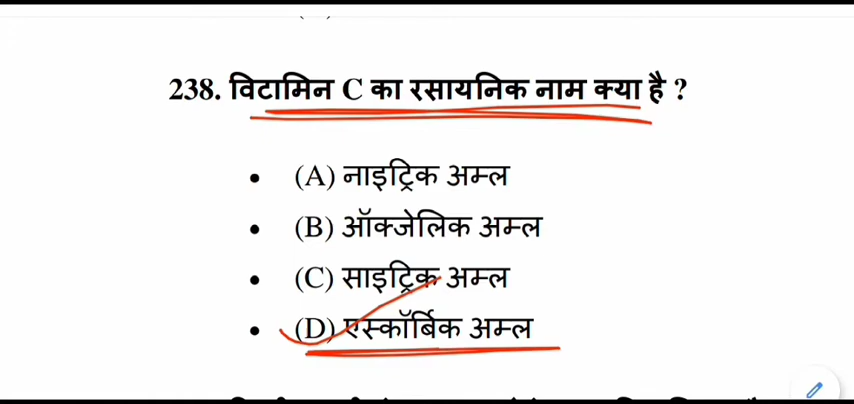 238. विटामिन C का रसायनिक नाम क्या है ?
• (A) नाइट्रिक अम्ल
• (B) ऑक्जेलिक अम्ल
• (C) साइट्रिक अम्ल
• (D) एस्कॉर्बिक अम्ल